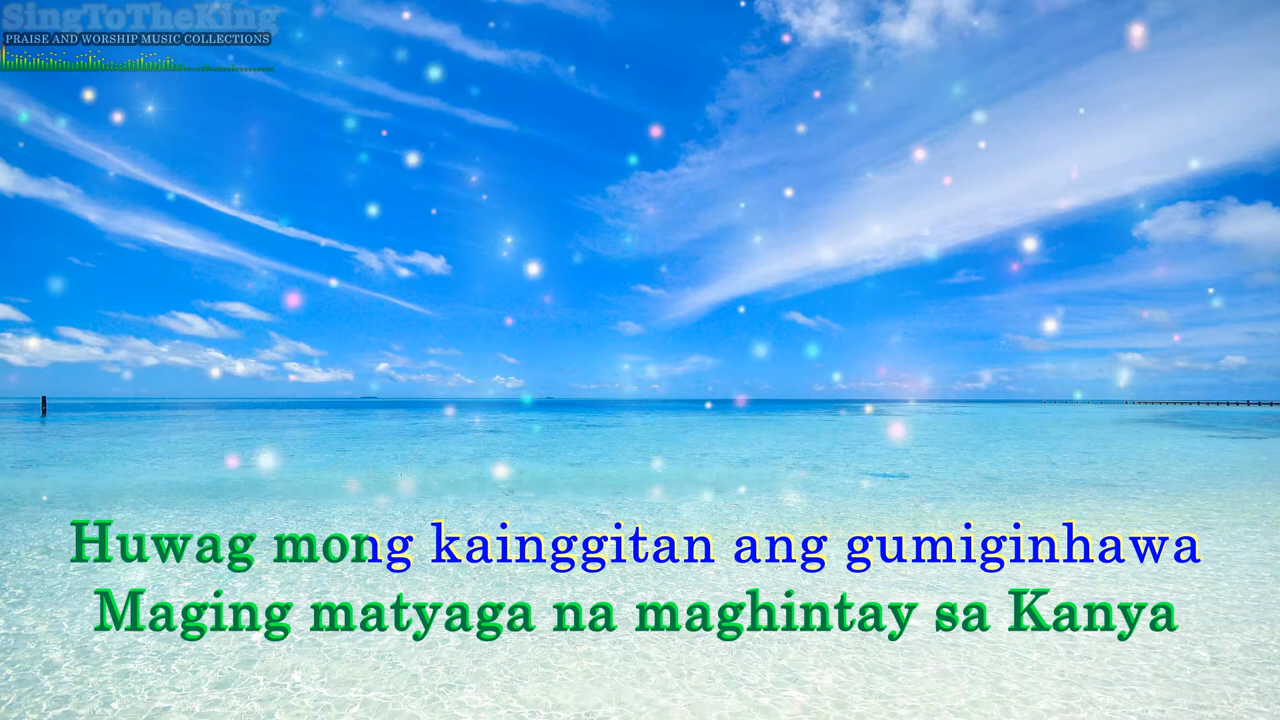 SingToTheKing
PRAISE AND WORSHIP MUSIC COLLECTIONS
Huwag mong kainggitan ang gumiginhawa
Maging matyaga na maghintay sa Kanya